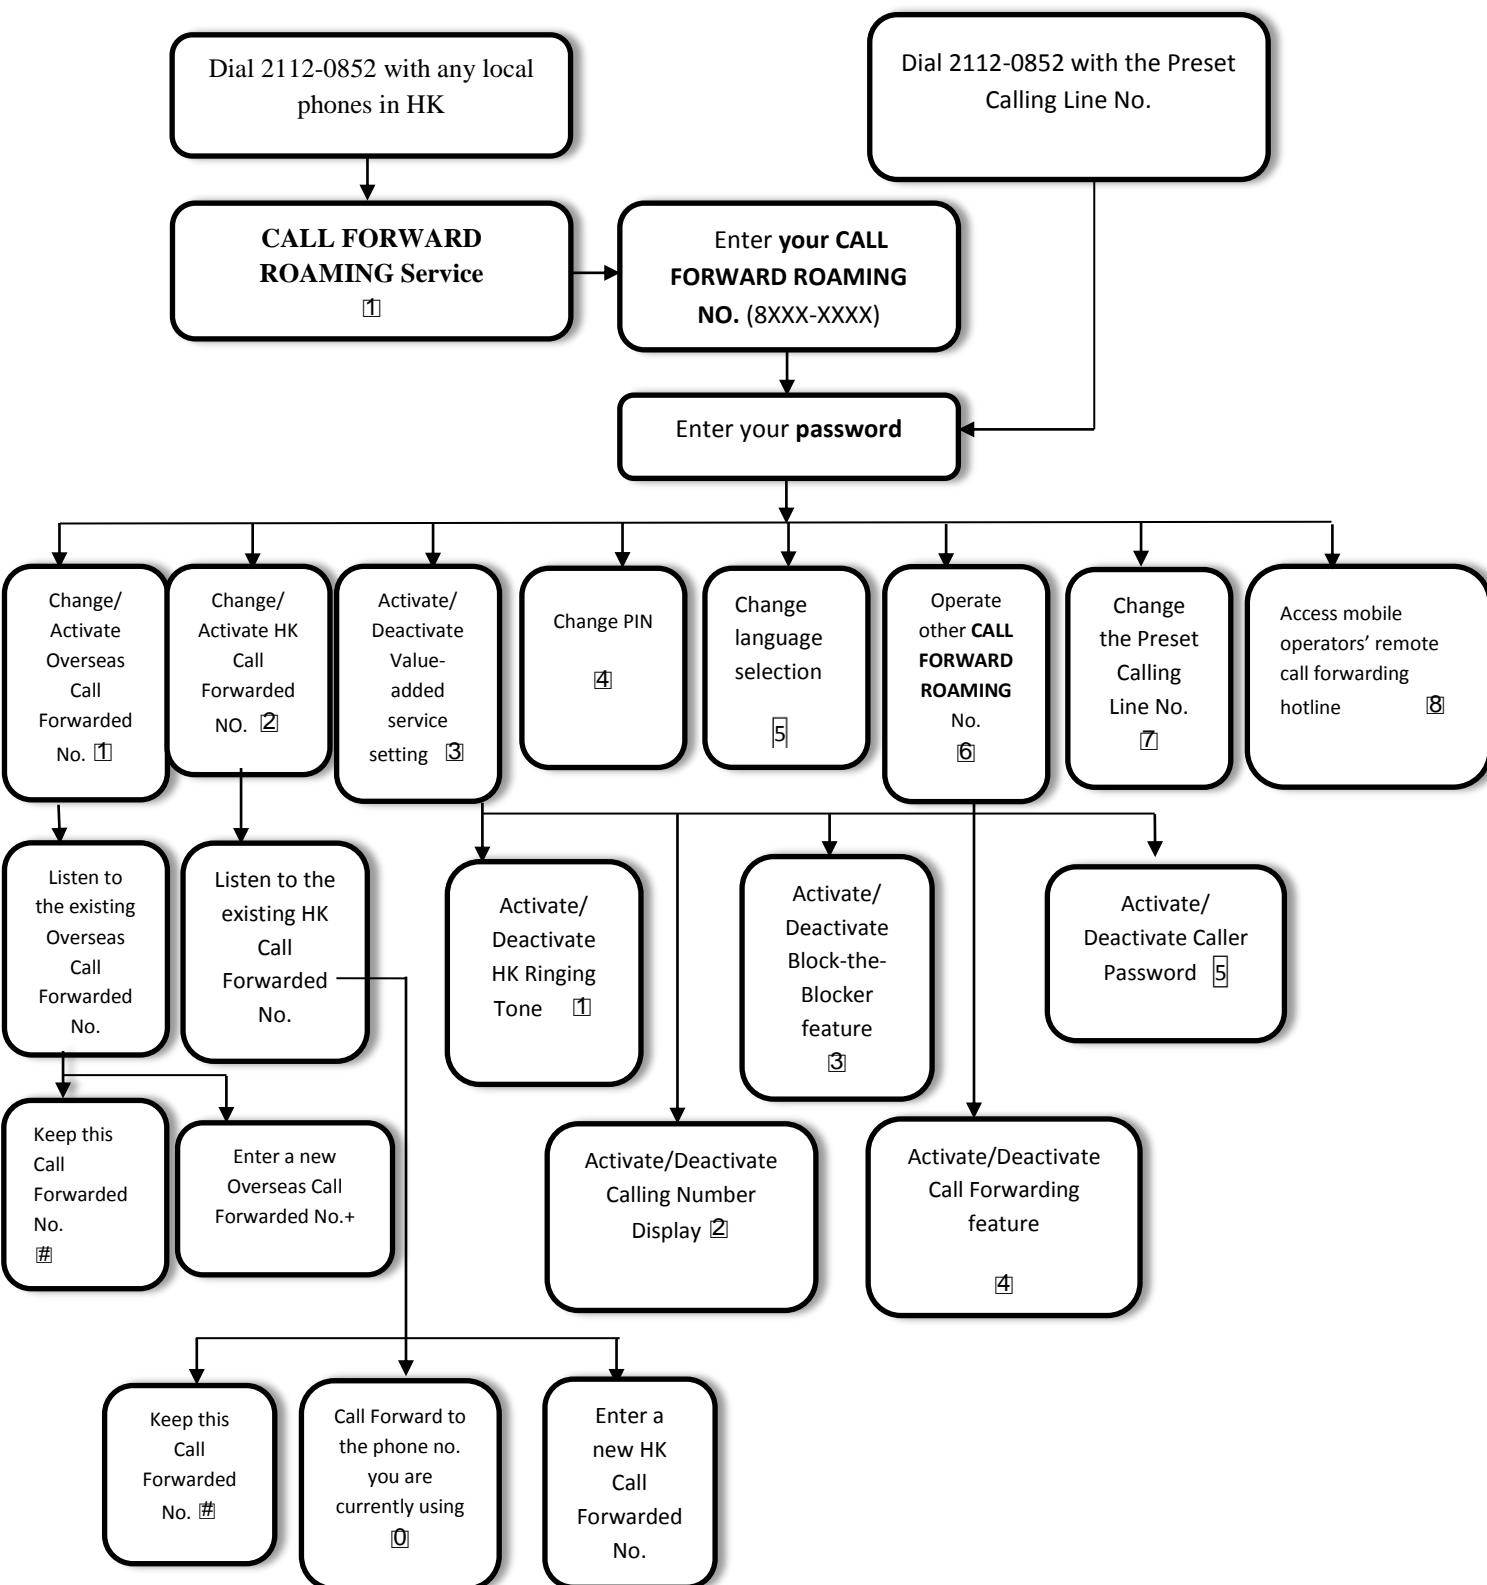 Dial 2112-0852 with any local
phones in HK
Dial 2112-0852 with the Preset
Calling Line No.
CALL FORWARD
ROAMING Service
1
Enter your CALL
FORWARD ROAMING
NO. (8XXX-XXXX)
Enter your password
Change/
Activate
Overseas
Call
Forwarded
No. 1
Change/
Activate HK
Call
Forwarded
NO. 2
Activate/
Deactivate
Value-
added
service
setting 3
Change PIN
4
Change
language
selection
5
Operate
other CALL
FORWARD
ROAMING
No.
6
Change
the Preset
Calling
Line No.
7
Access mobile
operators’ remote
call forwarding
hotline 8
Listen to
the existing
Overseas
Call
Forwarded
No.
Listen to the
existing HK
Call
Forwarded
No.
Activate/
Deactivate
HK Ringing
Tone 1
Activate/
Deactivate
Block-the-
Blocker
feature
3
Activate/
Deactivate Caller
Password 5
Keep this
Call
Forwarded
No.
#
Enter a new
Overseas Call
Forwarded No.+
Activate/Deactivate
Calling Number
Display 2
Activate/Deactivate
Call Forwarding
feature
4
Keep this
Call
Forwarded
No. #
Call Forward to
the phone no.
you are
currently using
0
Enter a
new HK
Call
Forwarded
No.